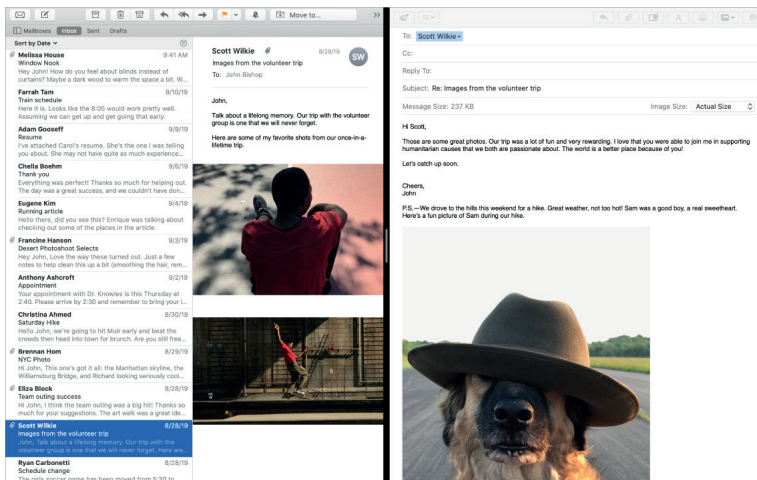 Move to...
Mailboxes Inbox Sent Drafts
Sort by Date
Melissa House 9:41 AM
Window Nook
Hey John! How do you feel about blinds instead of
curtains? Maybe a dark wood to warm the space a bit. W...
Farrah Tam 9/10/19
Train schedule
Here it is. Looks like the 8:05 would work pretty well.
Assuming we can get up and get going that early.
Adam Gooseff 9/9/19
Resume
I've attached Carol's resume. She's the one I was telling
you about. She may not have quite as much experience...
Chella Boehm 9/6/19
Thank you
Everything was perfect! Thanks so much for helping out.
The day was a great success, and we couldn't have don...
Eugene Kim 9/4/19
Running article
Hello there, did you see this? Enrique was talking about
checking out some of the places in the article.
Francine Hanson 9/3/19
Desert Photoshoot Selects
Hey John, Love the way these turned out. Just a few
notes to help clean this up a bit (smoothing the hair, rem...
Anthony Ashcroft 9/2/19
Appointment
Your appointment with Dr. Knowles is this Thursday at
2:40. Please arrive by 2:30 and remember to bring your i...
Christina Ahmed 8/30/19
Saturday Hike
Hello John, we're going to hit Muir early and beat the
crowds then head into town for brunch. Are you still free...
Brennan Hom 8/29/19
NYC Photo
Hi John, This one's got it all: the Manhattan skyline, the
Williamsburg Bridge, and Richard looking seriously cool...
Eliza Block 8/28/19
Team outing success
Hi John, I think the team outing was a big hit! Thanks so
much for your suggestions. The art walk was a great ide...
Scott Wilkie 8/28/19
Images from the volunteer trip
John, Talk about a lifelong memory. Our trip with the
volunteer group is one that we will never forget. Here are...
Ryan Carbonetti 8/28/19
Schedule change
The girls soccer game has been moved from 5:30 to
Scott Wilkie 8/28/19
SW
Images from the volunteer trip
To: John Bishop
John,
Talk about a lifelong memory. Our trip with the volunteer
group is one that we will never forget.
Here are some of my favorite shots from our once-in-a-
lifetime trip.
To: Scott Wilkie
Cc:
Reply To:
Subject: Re: Images from the volunteer trip
Message Size: 237 KB Image Size: Actual Size
Hi Scott,
Those are some great photos. Our trip was a lot of fun and very rewarding. I love that you were able to join me in supporting
humanitarian causes that we both are passionate about. The world is a better place because of you!
Let's catch up soon.
Cheers,
John
P.S.—We drove to the hills this weekend for a hike. Great weather, not too hot! Sam was a good boy, a real sweetheart.
Here's a fun picture of Sam during our hike.